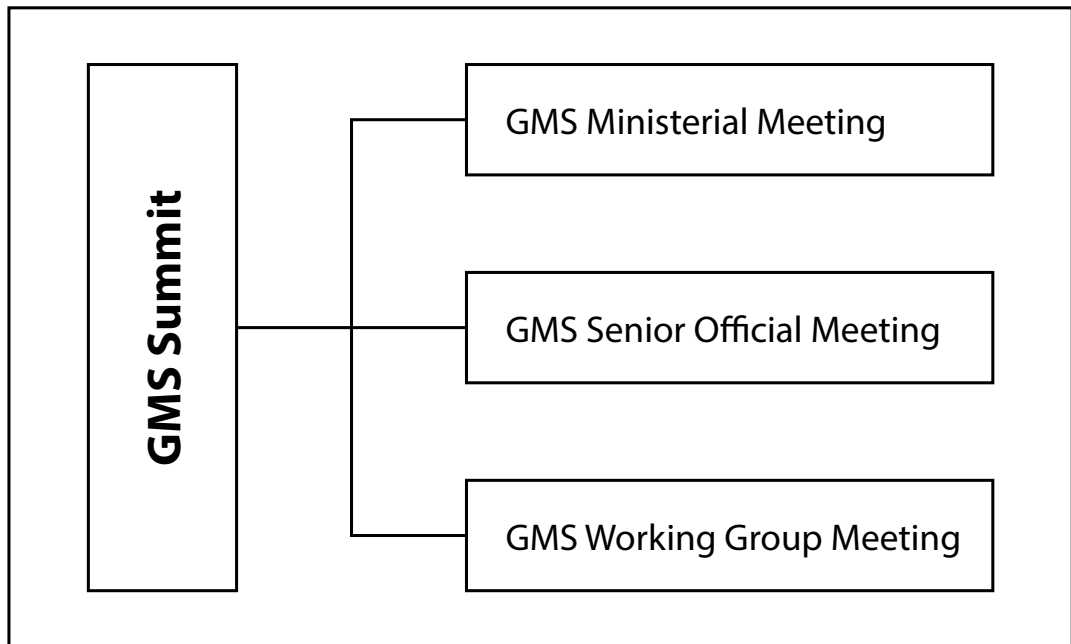 GMS Summit
GMS Ministerial Meeting
GMS Senior Official Meeting
GMS Working Group Meeting